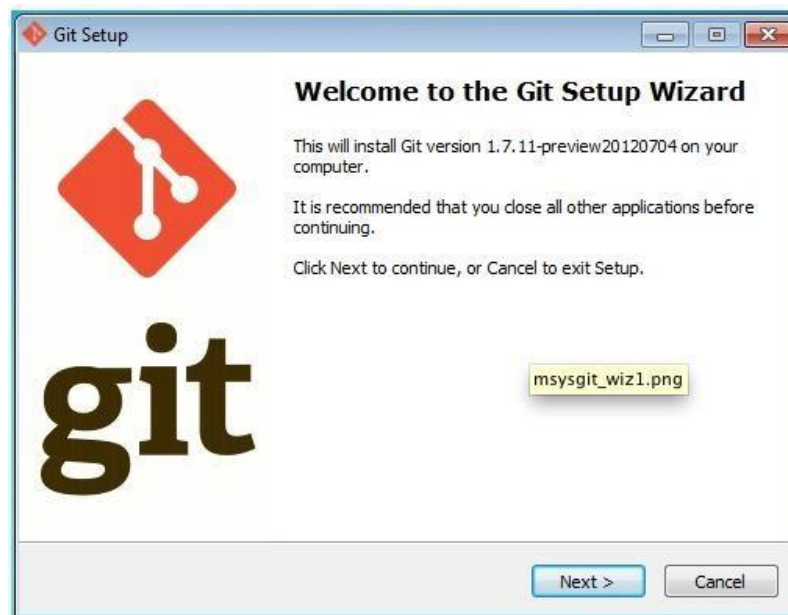 Git Setup
Welcome to the Git Setup Wizard
This will install Git version 1.7.11-preview20120704 on your
computer.
It is recommended that you close all other applications before
continuing.
Click Next to continue, or Cancel to exit Setup.
git
msysgit_wiz1.png
Next >
Cancel